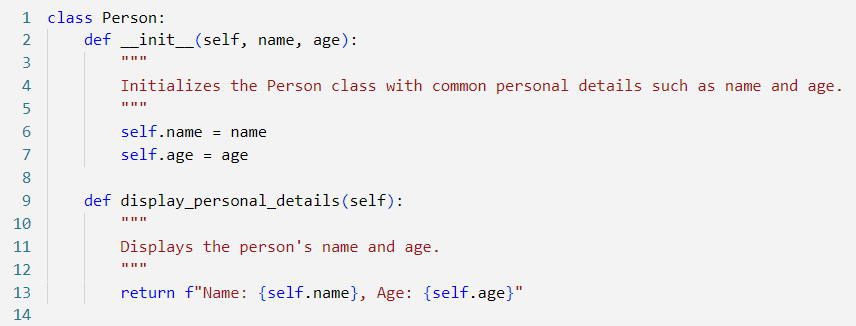 1 class Person:
2     def __init__(self, name, age):
3         """
4         Initializes the Person class with common personal details such as name and age.
5         """
6         self.name = name
7         self.age = age
8
9     def display_personal_details(self):
10         """
11         Displays the person's name and age.
12         """
13         return f"Name: {self.name}, Age: {self.age}"
14